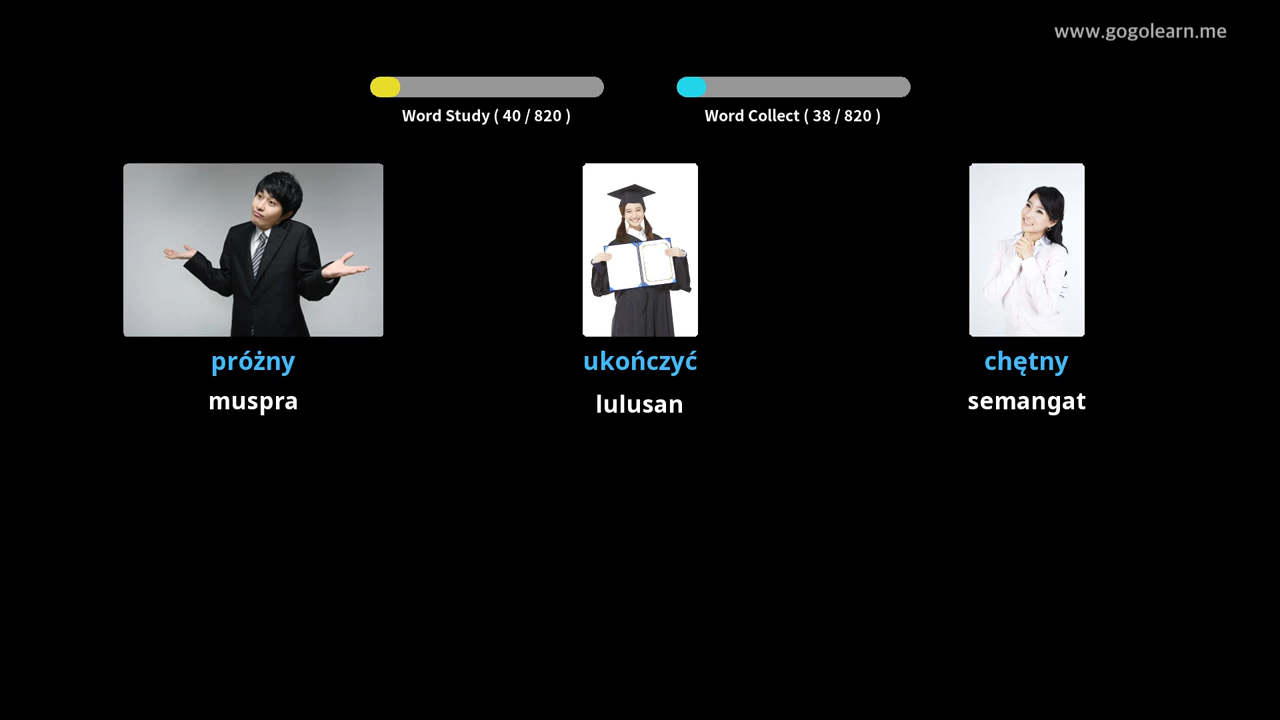 www.gogolearn.me
Word Study ( 40 / 820 )
Word Collect ( 38 / 820 )
próżny
ukończyć
chętny
muspra
lulusan
semangat